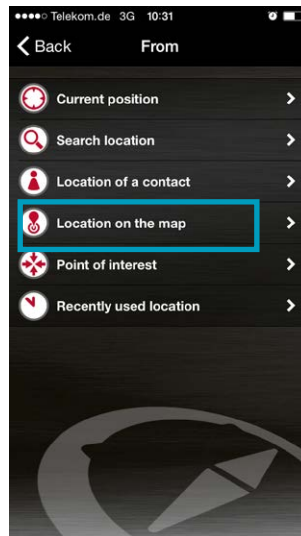 Telekom.de 3G 10:31
Back From
Current position
Search location
Location of a contact
Location on the map
Point of interest
Recently used location